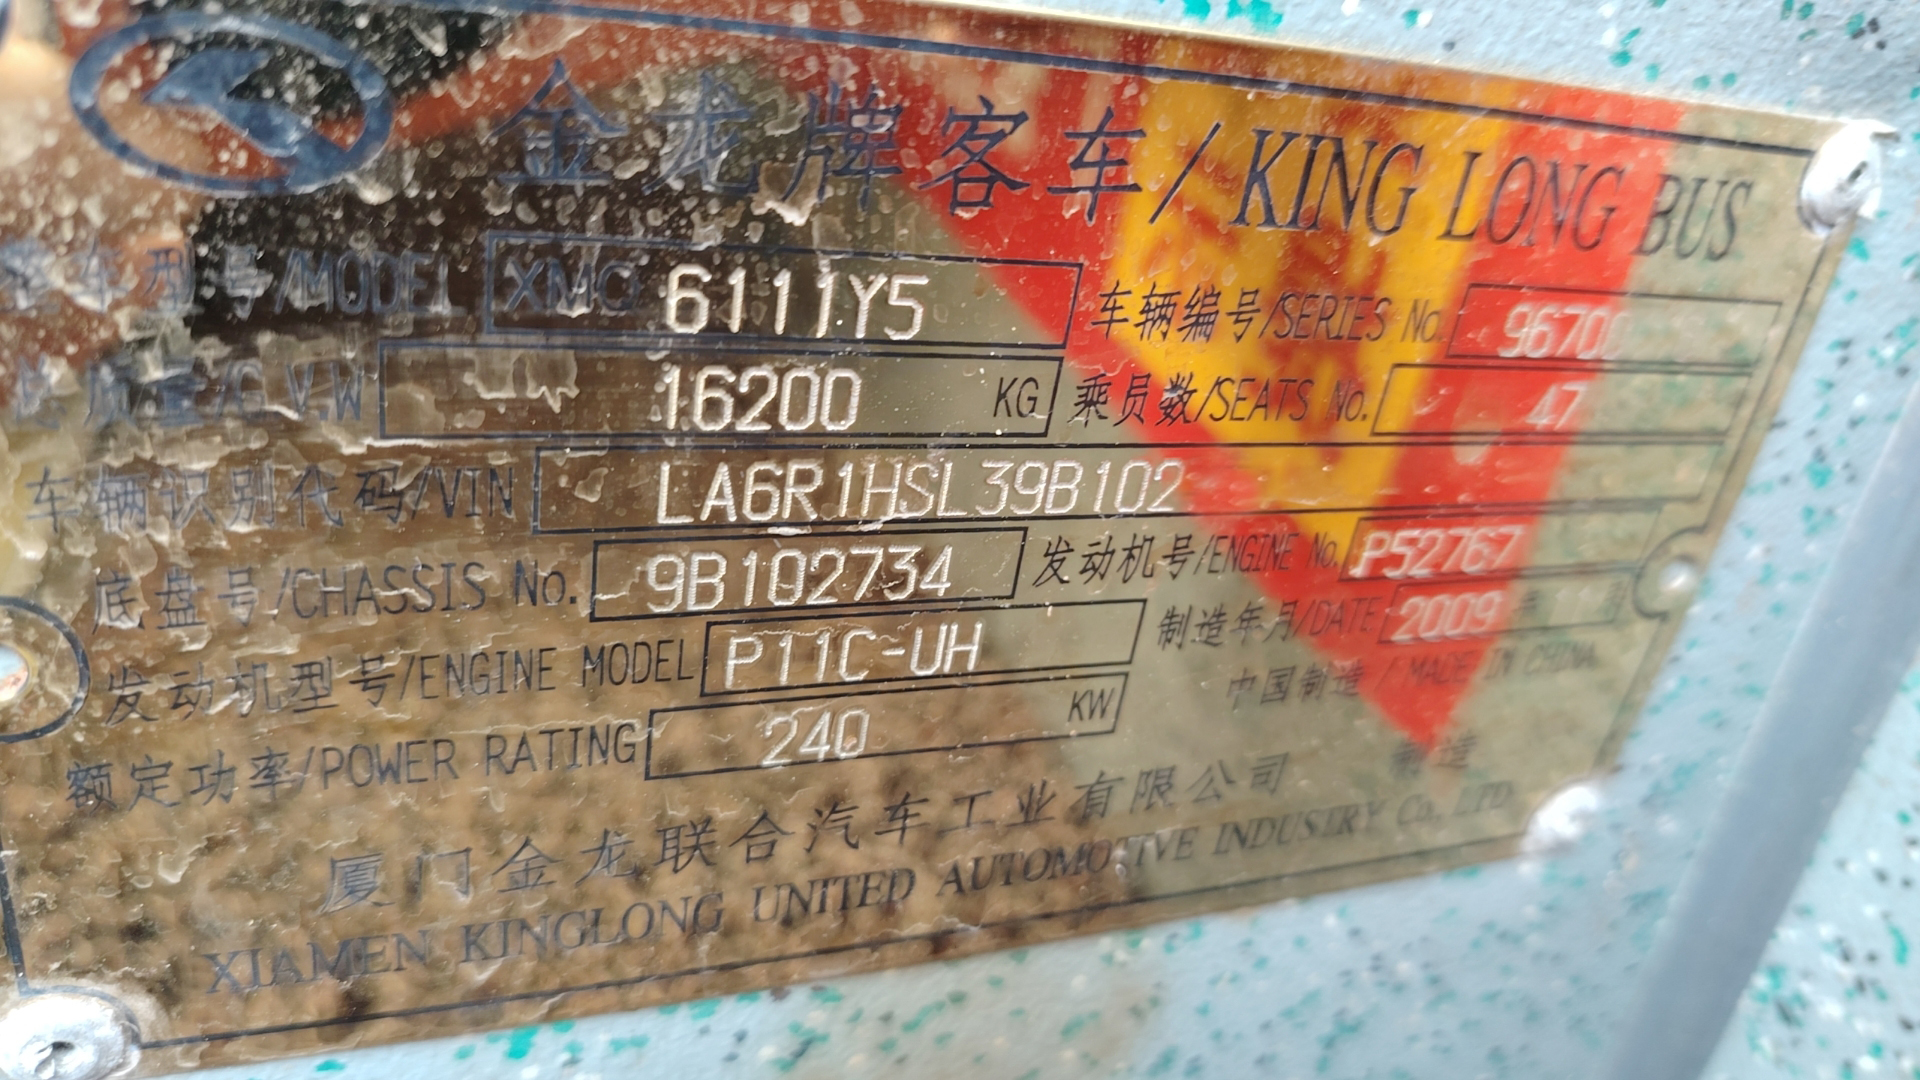 金龙牌客车/KING LONG BUS
车型号/MODEL XMQ 6111Y5 车辆编号/SERIES No. 96700
总质量/G.V.W 16200 KG 乘员数/SEATS No. 47
车辆识别代码/VIN LA6R1HSL39B102
底盘号/CHASSIS No. 9B102734 发动机号/ENGINE No. P52767
发动机型号/ENGINE MODEL P11C-UH 制造年月/DATE 2009 年
额定功率/POWER RATING 240 KW 中国制造/MADE IN CHINA
厦门金龙联合汽车工业有限公司 制造
XIAMEN KINGLONG UNITED AUTOMOTIVE INDUSTRY Co.,LTD